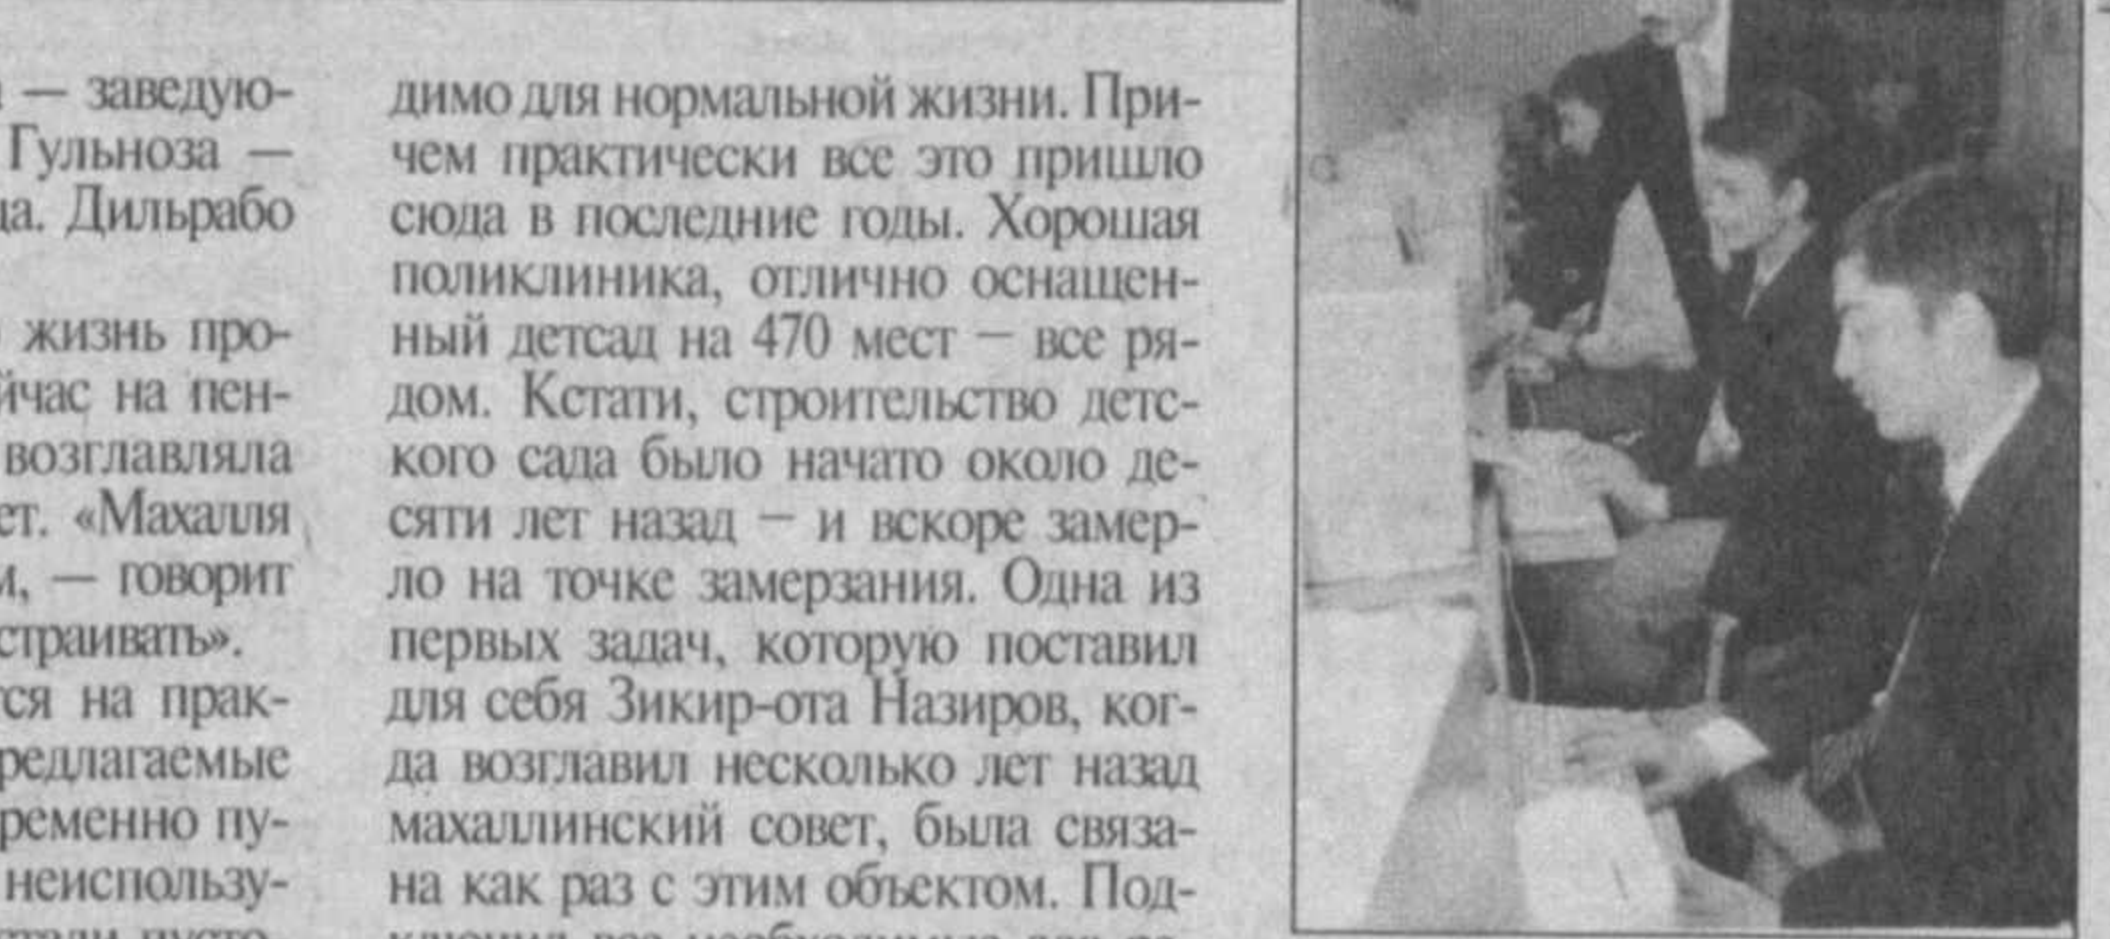 — заведую-
Гульноза —
да. Дильрабо
жизнь про-
йчас на пен-
возглавляла
ет. «Махалля
и, — говорит
страивать».
тся на прак-
редлагаемые
ременно пу-
неиспользу-
димо для нормальной жизни. При-
чем практически все это пришло
сюда в последние годы. Хорошая
поликлиника, отлично оснащен-
ный детсад на 470 мест — все ря-
дом. Кстати, строительство детс-
кого сада было начато около де-
сяти лет назад — и вскоре замер-
ло на точке замерзания. Одна из
первых задач, которую поставил
для себя Зикир-ота Назиров, ког-
да возглавил несколько лет назад
махаллинский совет, была связа-
на как раз с этим объектом. Под-